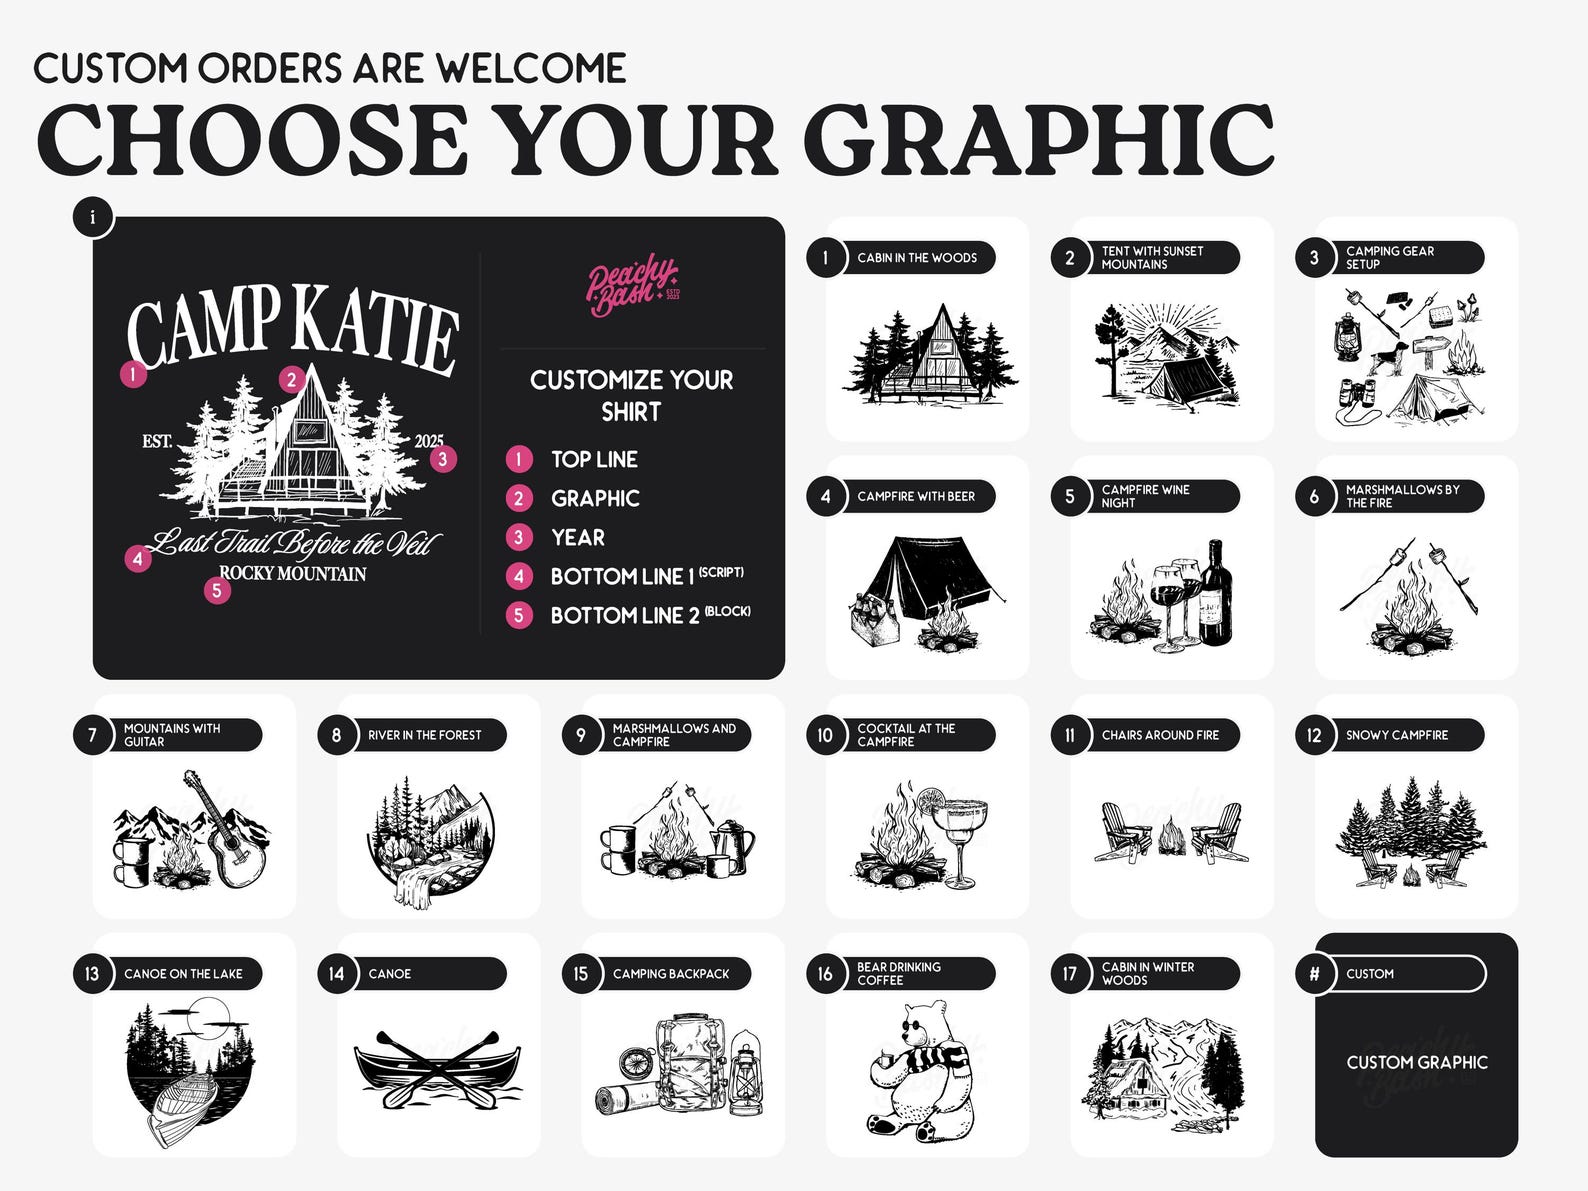 CUSTOM ORDERS ARE WELCOME
CHOOSE YOUR GRAPHIC
i
CAMP KATIE
1
2
EST.
2025
3
Last Trail Before the Veil
4
ROCKY MOUNTAIN
5
Peachy
Bash
ESTD
2023
CUSTOMIZE YOUR
SHIRT
1 TOP LINE
2 GRAPHIC
3 YEAR
4 BOTTOM LINE 1 (SCRIPT)
5 BOTTOM LINE 2 (BLOCK)
1 CABIN IN THE WOODS
2 TENT WITH SUNSET
MOUNTAINS
3 CAMPING GEAR
SETUP
4 CAMPFIRE WITH BEER
5 CAMPFIRE WINE
NIGHT
6 MARSHMALLOWS BY
THE FIRE
7 MOUNTAINS WITH
GUITAR
8 RIVER IN THE FOREST
9 MARSHMALLOWS AND
CAMPFIRE
10 COCKTAIL AT THE
CAMPFIRE
11 CHAIRS AROUND FIRE
12 SNOWY CAMPFIRE
13 CANOE ON THE LAKE
14 CANOE
15 CAMPING BACKPACK
16 BEAR DRINKING
COFFEE
17 CABIN IN WINTER
WOODS
# CUSTOM
CUSTOM GRAPHIC